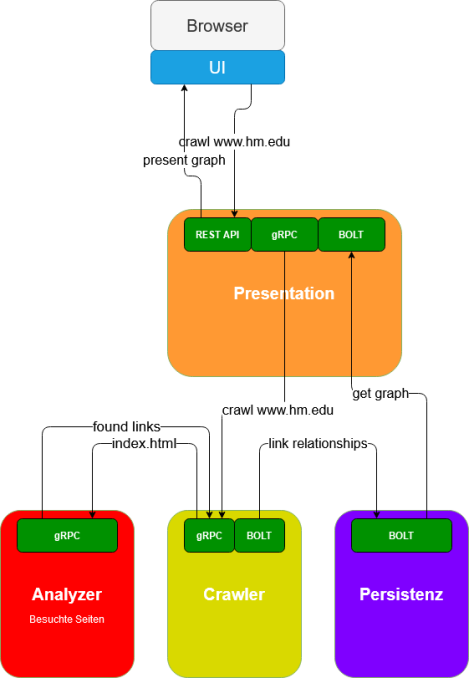 Browser
UI
crawl www.hm.edu
present graph
REST API
gRPC
BOLT
Presentation
get graph
crawl www.hm.edu
found links
index.html
link relationships
gRPC
gRPC
BOLT
BOLT
Analyzer
Crawler
Persistenz
Besuchte Seiten